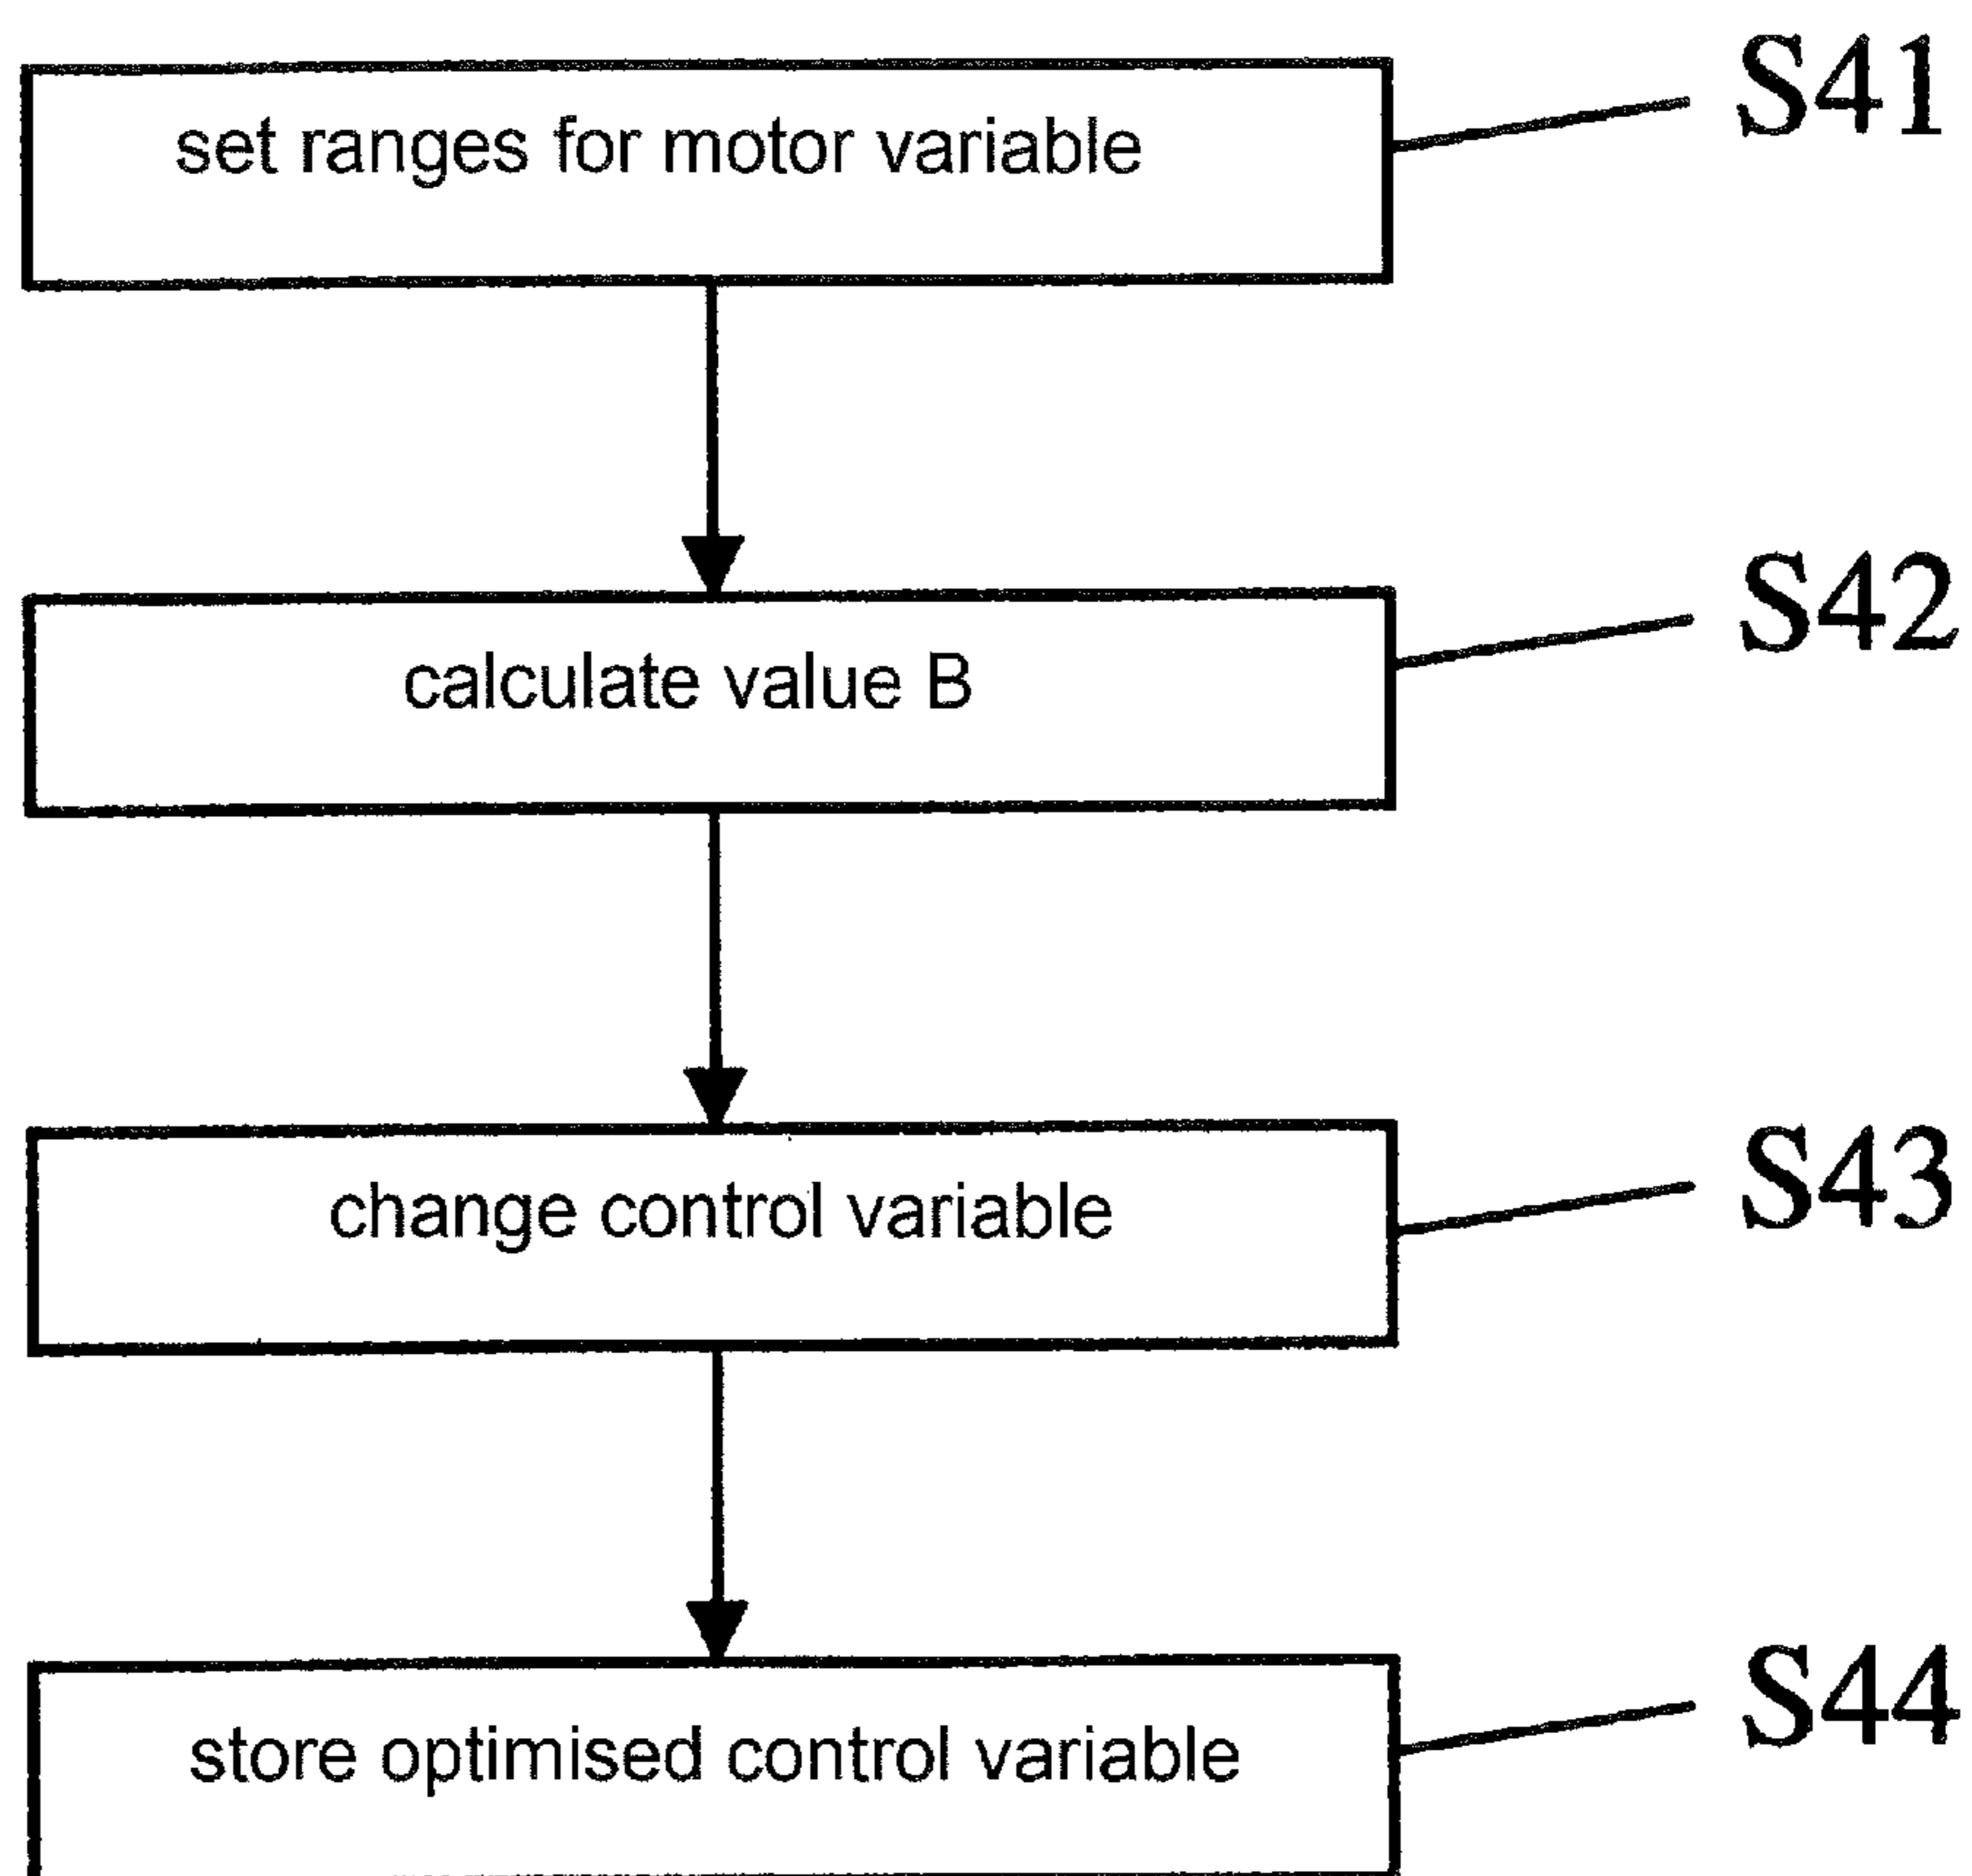 set ranges for motor variable
S41
calculate value B
S42
change control variable
S43
store optimised control variable
S44